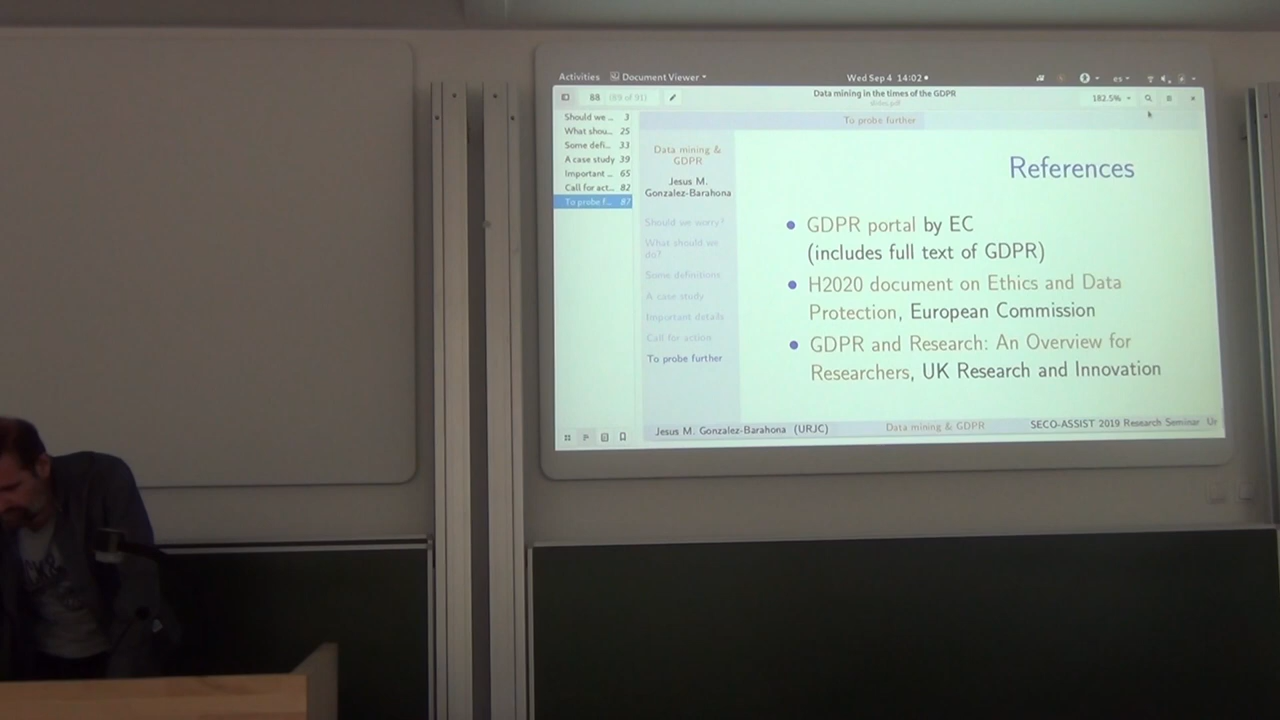 Activities
Document Viewer
Wed Sep 4 14:02
es
88 (89 of 91)
Data mining in the times of the GDPR
slides.pdf
182.5%
Should we ... 3
What shou... 25
Some defi... 33
A case study 39
Important ... 65
Call for act... 82
To probe f... 87
To probe further
Data mining &
GDPR
Jesus M.
Gonzalez-Barahona
Should we worry?
What should we
do?
Some definitions
A case study
Important details
Call for action
To probe further
References
GDPR portal by EC
(includes full text of GDPR)
H2020 document on Ethics and Data
Protection, European Commission
GDPR and Research: An Overview for
Researchers, UK Research and Innovation
Jesus M. Gonzalez-Barahona (URJC)
Data mining & GDPR
SECO-ASSIST 2019 Research Seminar Ur